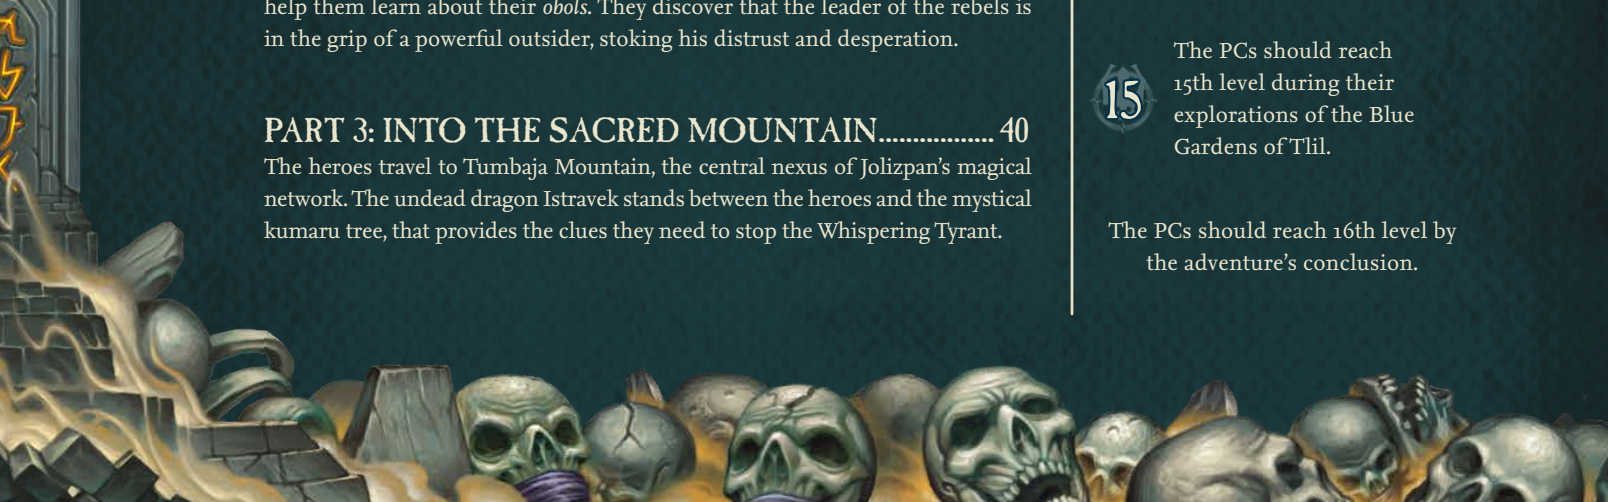 help them learn about their obols. They discover that the leader of the rebels is
in the grip of a powerful outsider, stoking his distrust and desperation.
PART 3: INTO THE SACRED MOUNTAIN................. 40
The heroes travel to Tumbaja Mountain, the central nexus of Jolizpan's magical
network. The undead dragon Istravek stands between the heroes and the mystical
kumaru tree, that provides the clues they need to stop the Whispering Tyrant.
15
The PCs should reach
15th level during their
explorations of the Blue
Gardens of Tlil.
The PCs should reach 16th level by
the adventure's conclusion.